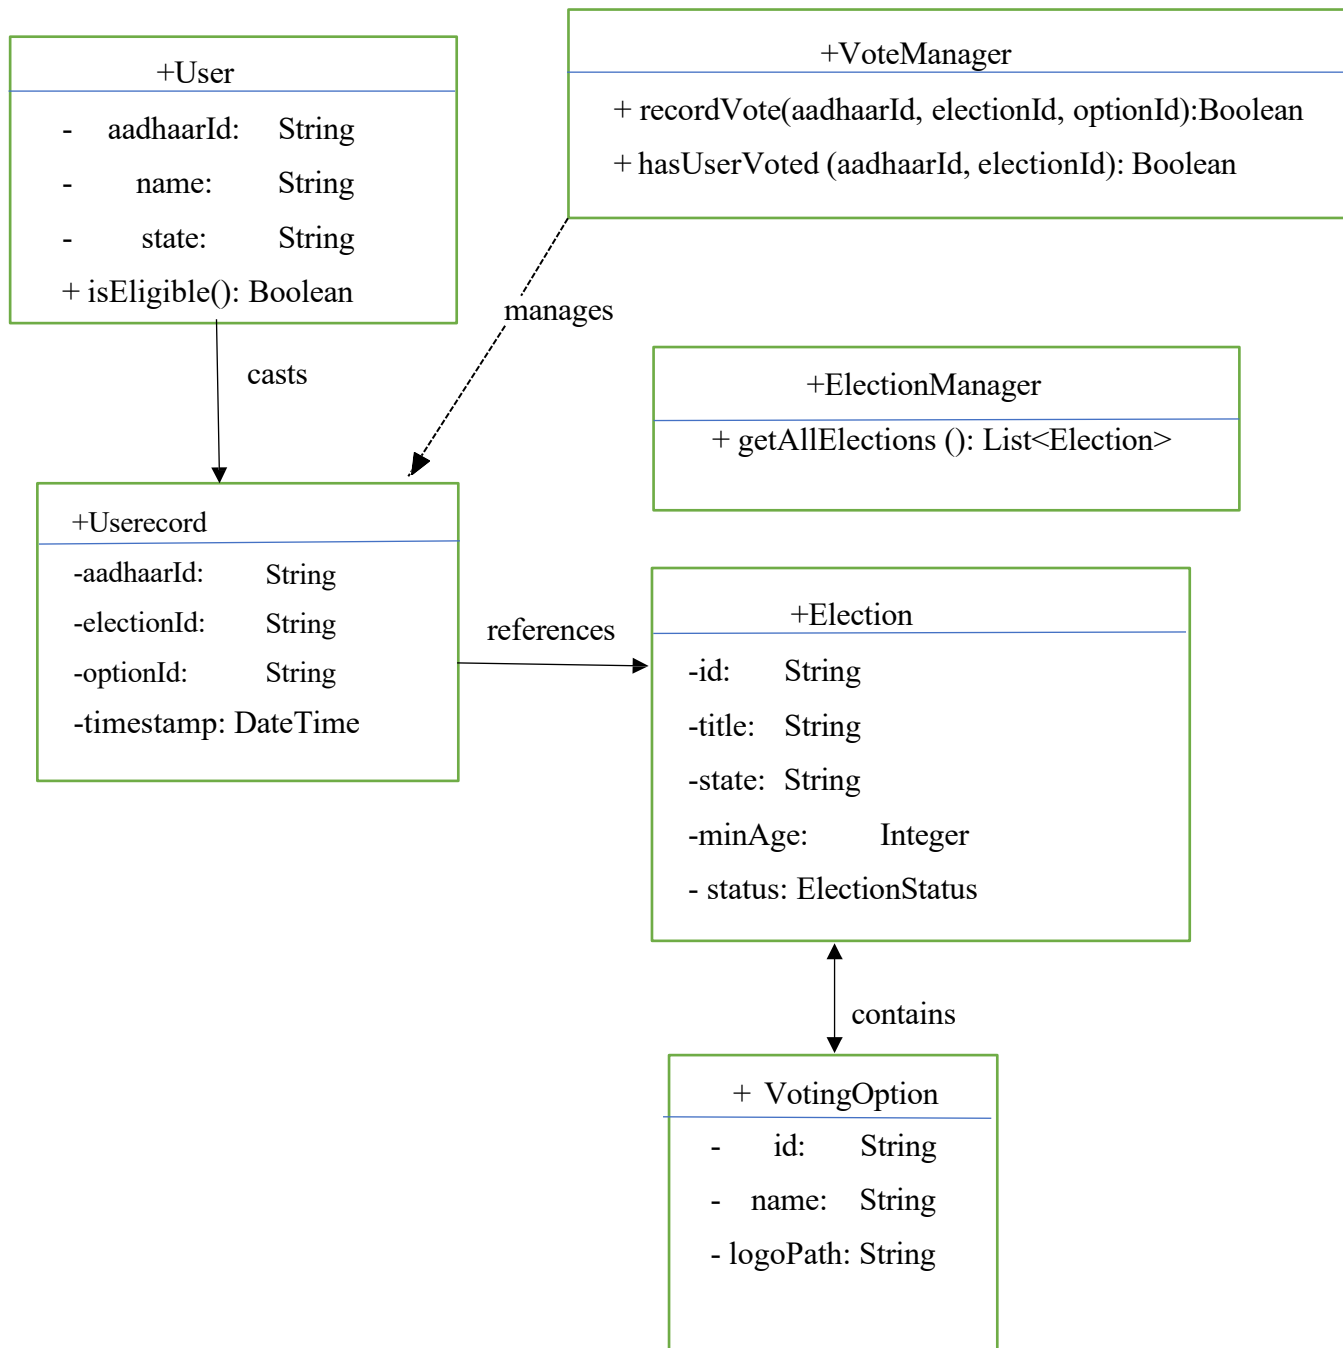 +User
- aadhaarId: String
- name: String
- state: String
+ isEligible(): Boolean
+VoteManager
+ recordVote(aadhaarId, electionId, optionId):Boolean
+ hasUserVoted (aadhaarId, electionId): Boolean
manages
casts
+ElectionManager
+ getAllElections (): List<Election>
+Userecord
-aadhaarId: String
-electionId: String
-optionId: String
-timestamp: DateTime
references
+Election
-id: String
-title: String
-state: String
-minAge: Integer
- status: ElectionStatus
contains
+ VotingOption
- id: String
- name: String
- logoPath: String